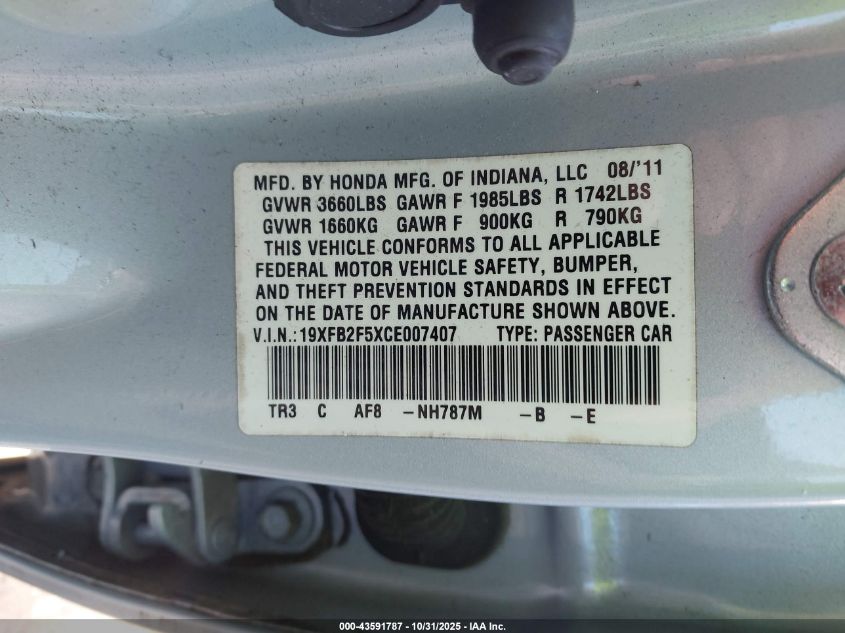 MFD. BY HONDA MFG. OF INDIANA, LLC 08/'11
GVWR 3660LBS GAWR F 1985LBS R 1742LBS
GVWR 1660KG GAWR F 900KG R 790KG
THIS VEHICLE CONFORMS TO ALL APPLICABLE
FEDERAL MOTOR VEHICLE SAFETY, BUMPER,
AND THEFT PREVENTION STANDARDS IN EFFECT
ON THE DATE OF MANUFACTURE SHOWN ABOVE.
V.I.N.:19XFB2F5XCE007407 TYPE: PASSENGER CAR
TR3 C AF8 -NH787M -B -E
000-43591787 - 10/31/2025 - IAA Inc.